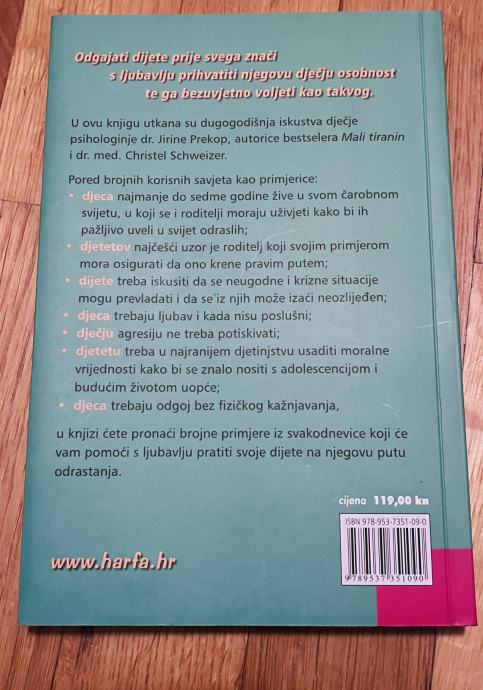 Odgajati dijete prije svega znači
s ljubavlju prihvatiti njegovu dječju osobnost
te ga bezuvjetno voljeti kao takvog.
U ovu knjigu utkana su dugogodišnja iskustva dječje
psihologinje dr. Jirine Prekop, autorice bestselera Mali tiranin
i dr. med. Christel Schweizer.
Pored brojnih korisnih savjeta kao primjerice:
• djeca najmanje do sedme godine žive u svom čarobnom
svijetu, u koji se i roditelji moraju uživjeti kako bi ih
pažljivo uveli u svijet odraslih;
• djetetov najčešći uzor je roditelj koji svojim primjerom
mora osigurati da ono krene pravim putem;
• dijete treba iskusiti da se neugodne i krizne situacije
mogu prevladati i da se iz njih može izaći neozlijeđen;
• djeca trebaju ljubav i kada nisu poslušni;
• dječju agresiju ne treba potiskivati;
• djetetu treba u najranijem djetinjstvu usaditi moralne
vrijednosti kako bi se znalo nositi s adolescencijom i
budućim životom uopće;
• djeca trebaju odgoj bez fizičkog kažnjavanja,
u knjizi ćete pronaći brojne primjere iz svakodnevice koji će
vam pomoći s ljubavlju pratiti svoje dijete na njegovu putu
odrastanja.
cijena 119,00 kn
ISBN 978-953-7351-09-0
9 789537 351090
www.harfa.hr